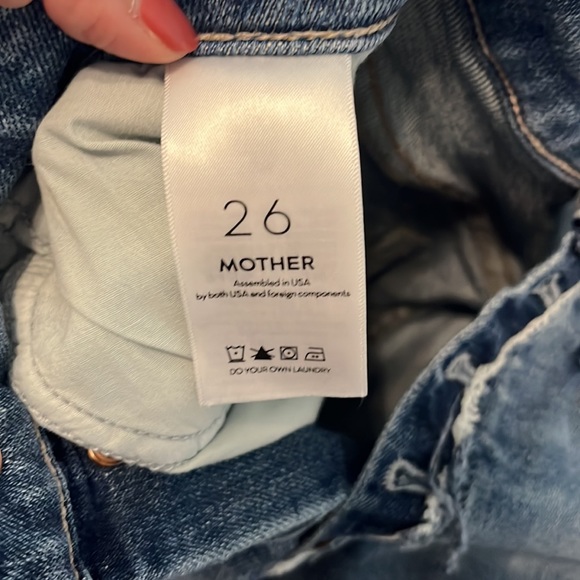 26
MOTHER
Assembled in USA
by both USA and foreign components
DO YOUR OWN LAUNDRY